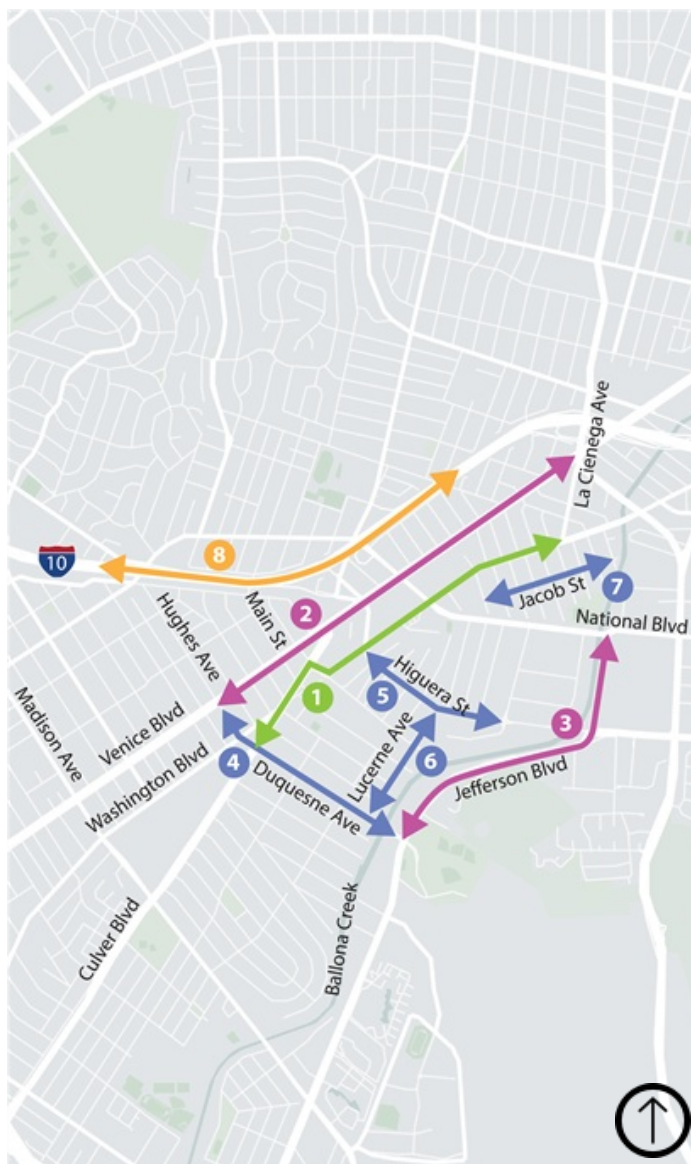 La Cienega Ave
10
8
7
Jacob St
2
Main St
National Blvd
Hughes Ave
1
5
Higuera St
3
Madison Ave
Venice Blvd
4
Lucerne Ave
6
Washington Blvd
Duquesne Ave
Jefferson Blvd
Culver Blvd
Ballona Creek